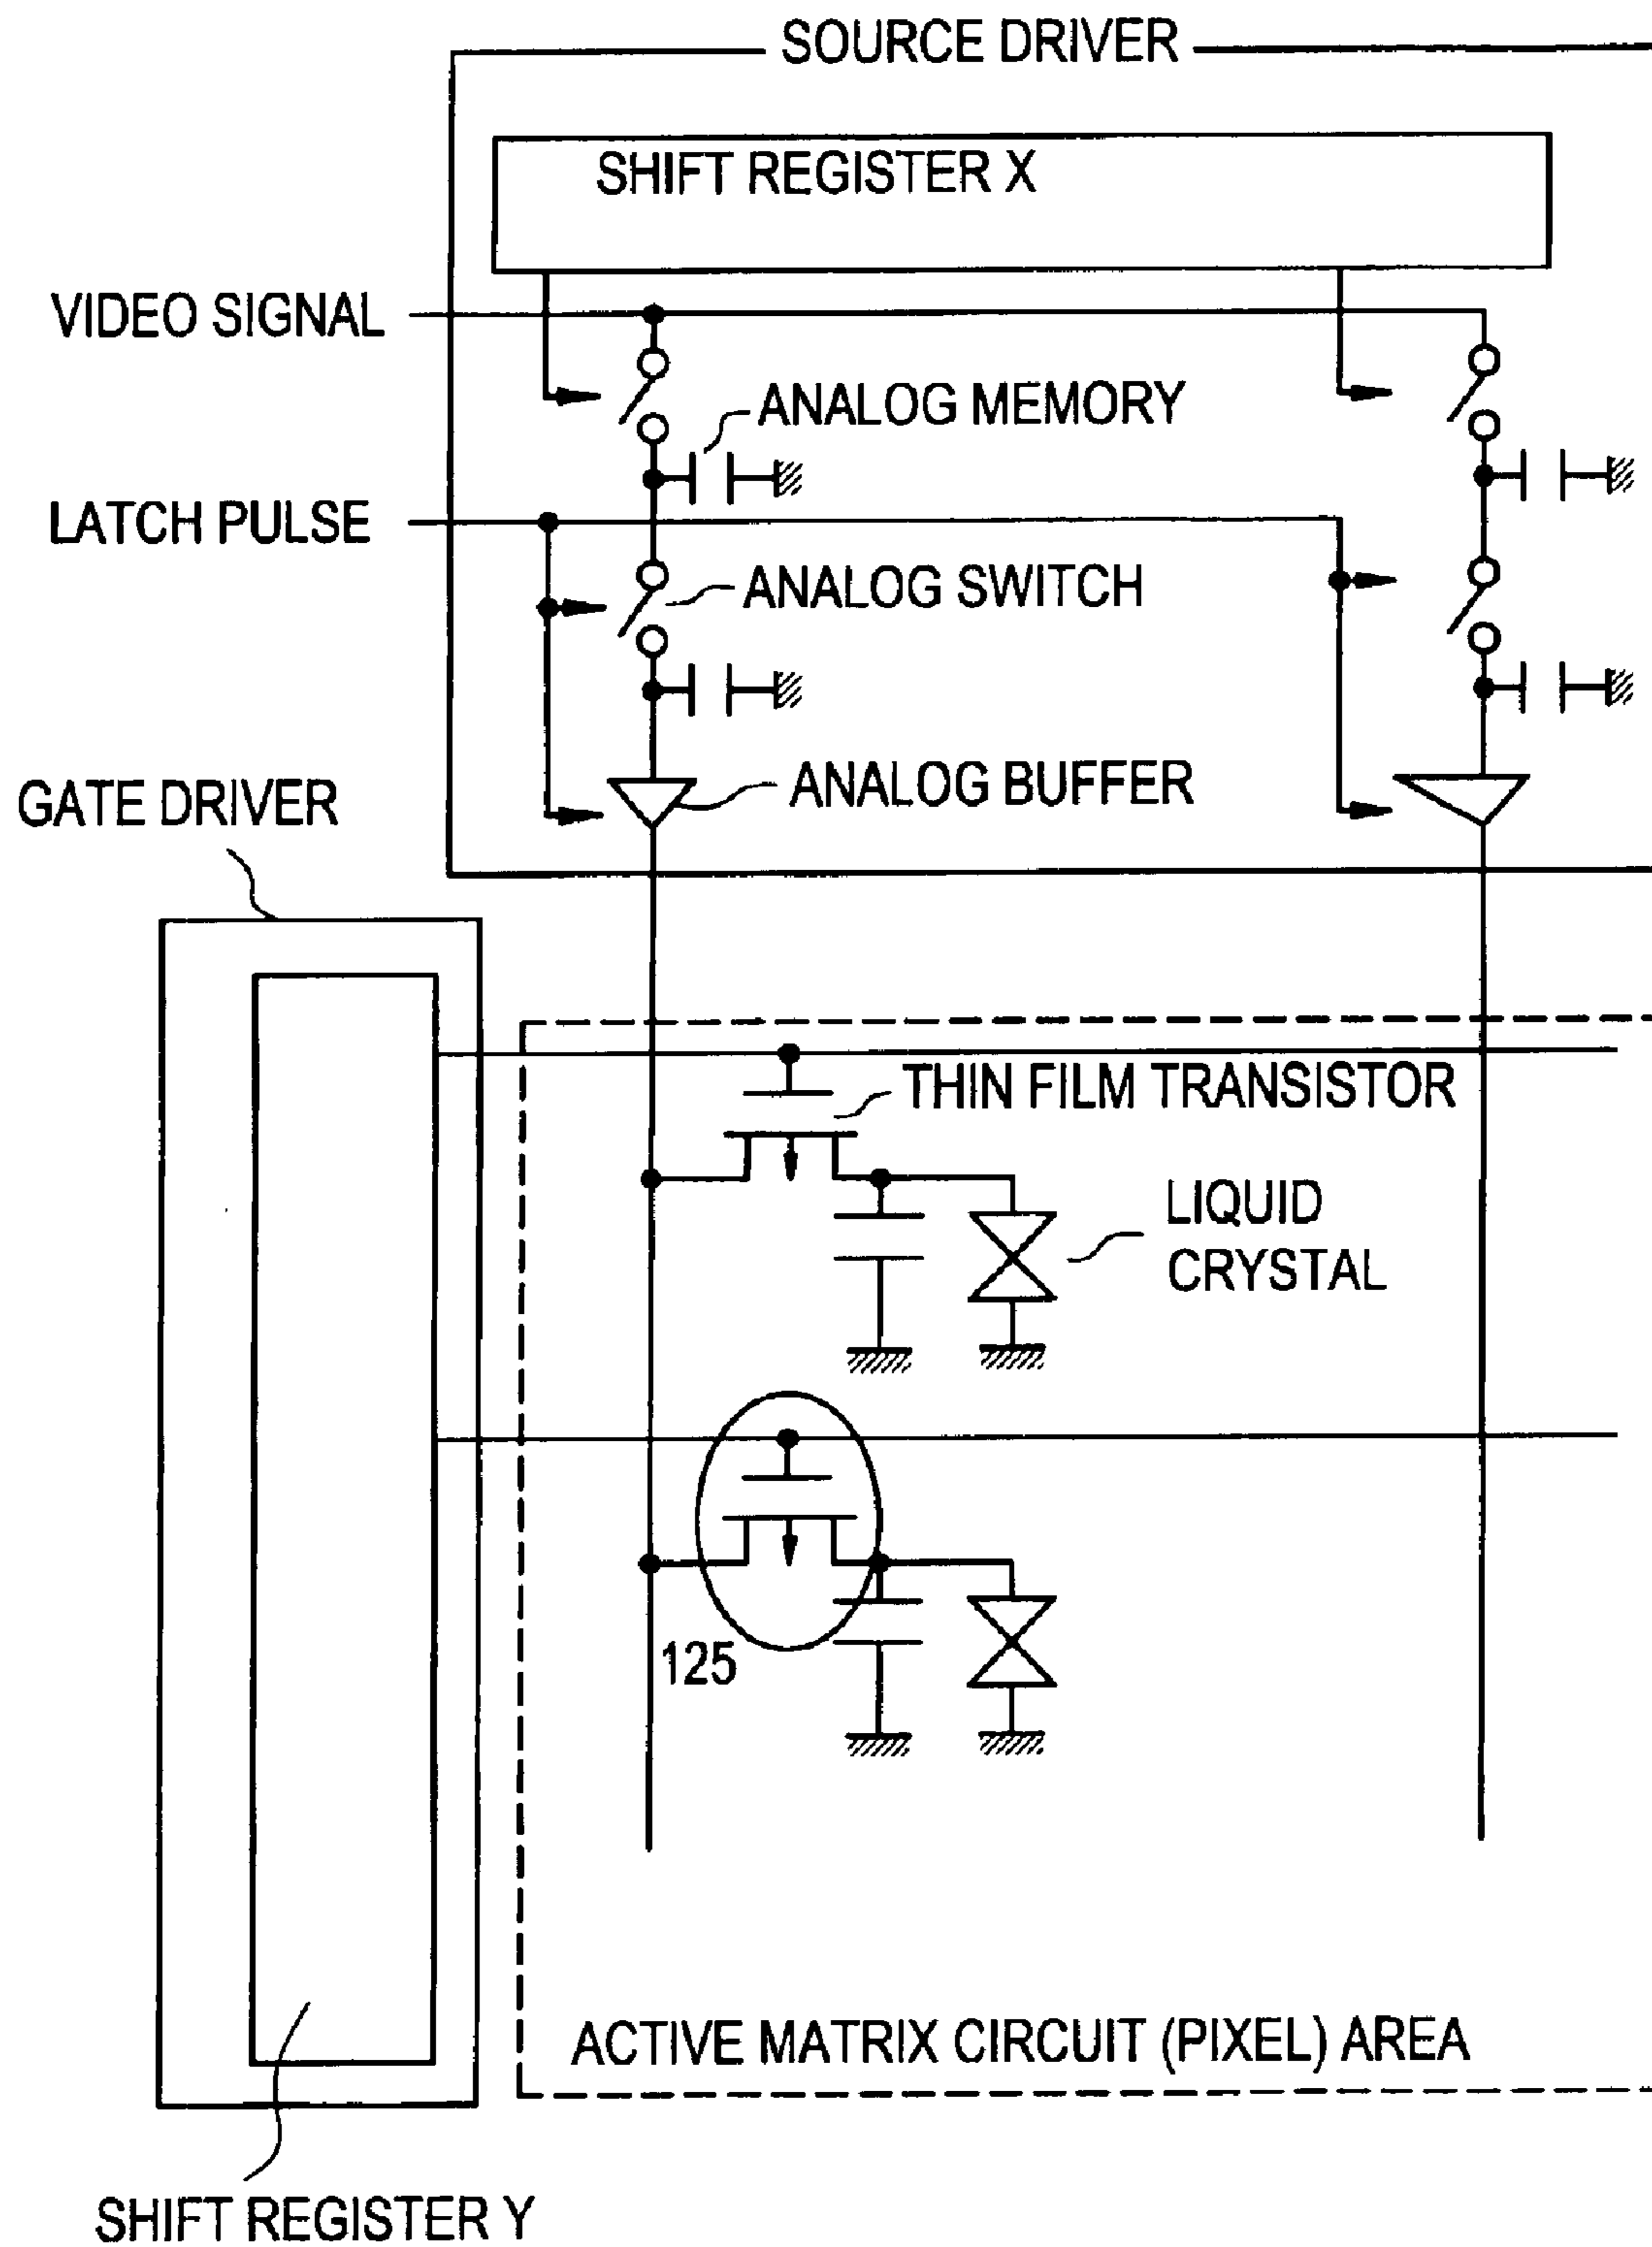 SOURCE DRIVER
SHIFT REGISTER X
VIDEO SIGNAL
ANALOG MEMORY
LATCH PULSE
ANALOG SWITCH
ANALOG BUFFER
GATE DRIVER
THIN FILM TRANSISTOR
LIQUID
CRYSTAL
125
ACTIVE MATRIX CIRCUIT (PIXEL) AREA
SHIFT REGISTER Y